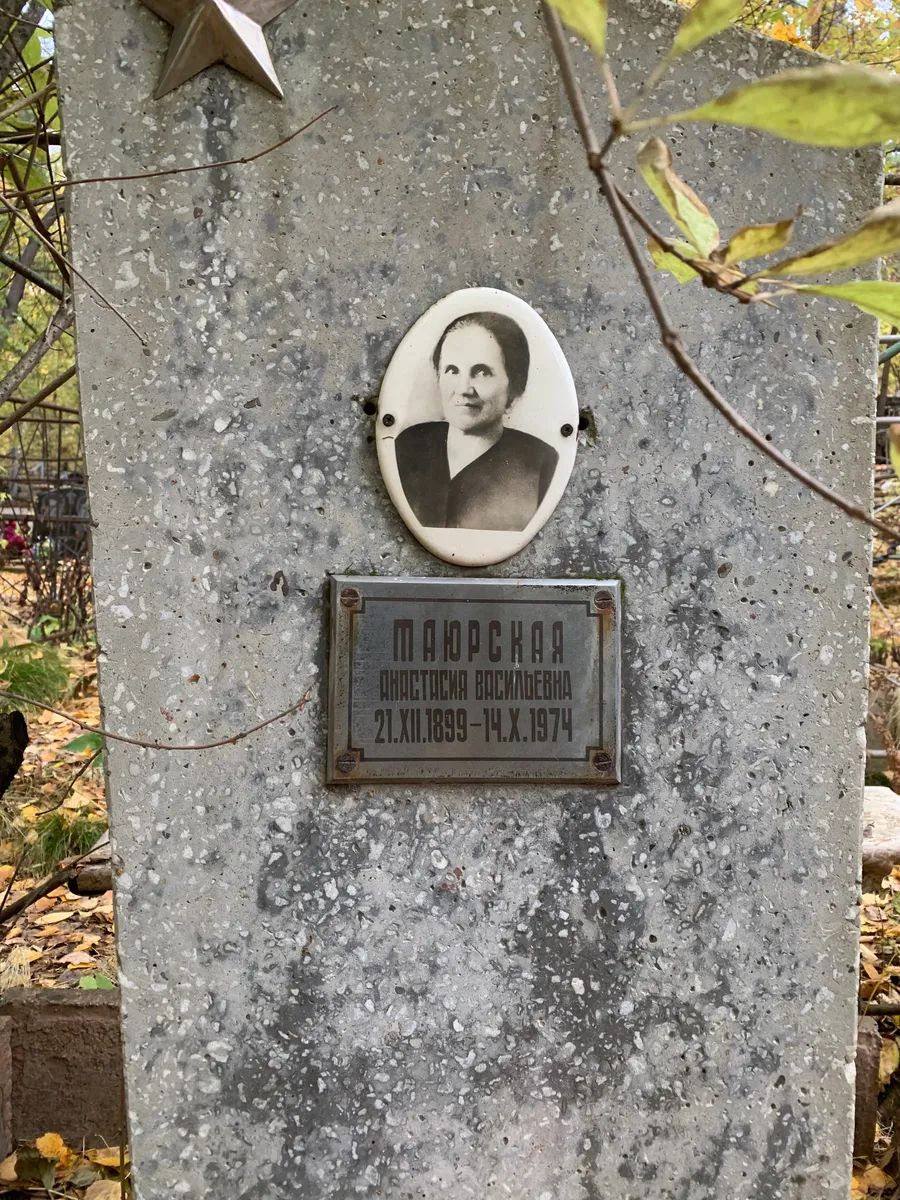 МАЮРСКАЯ
АНАСТАСИЯ ВАСИЛЬЕВНА
21.XII.1899-14.X.1974